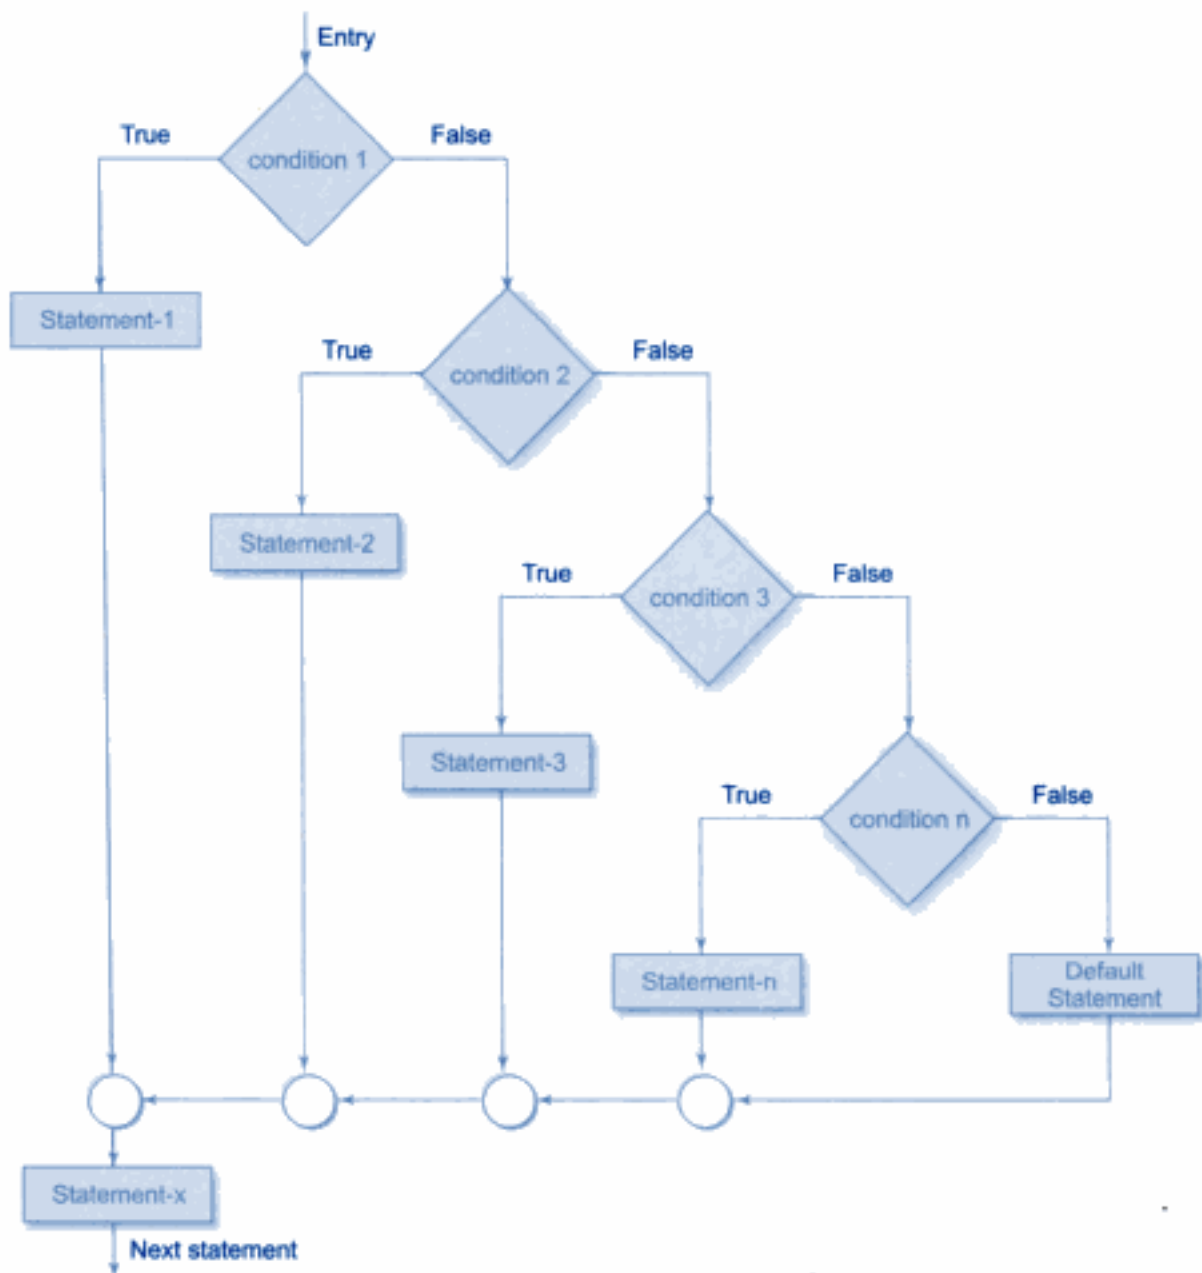 Entry
True
False
condition 1
Statement-1
True
False
condition 2
Statement-2
True
False
condition 3
Statement-3
True
False
condition n
Statement-n
Default
Statement
Statement-x
Next statement